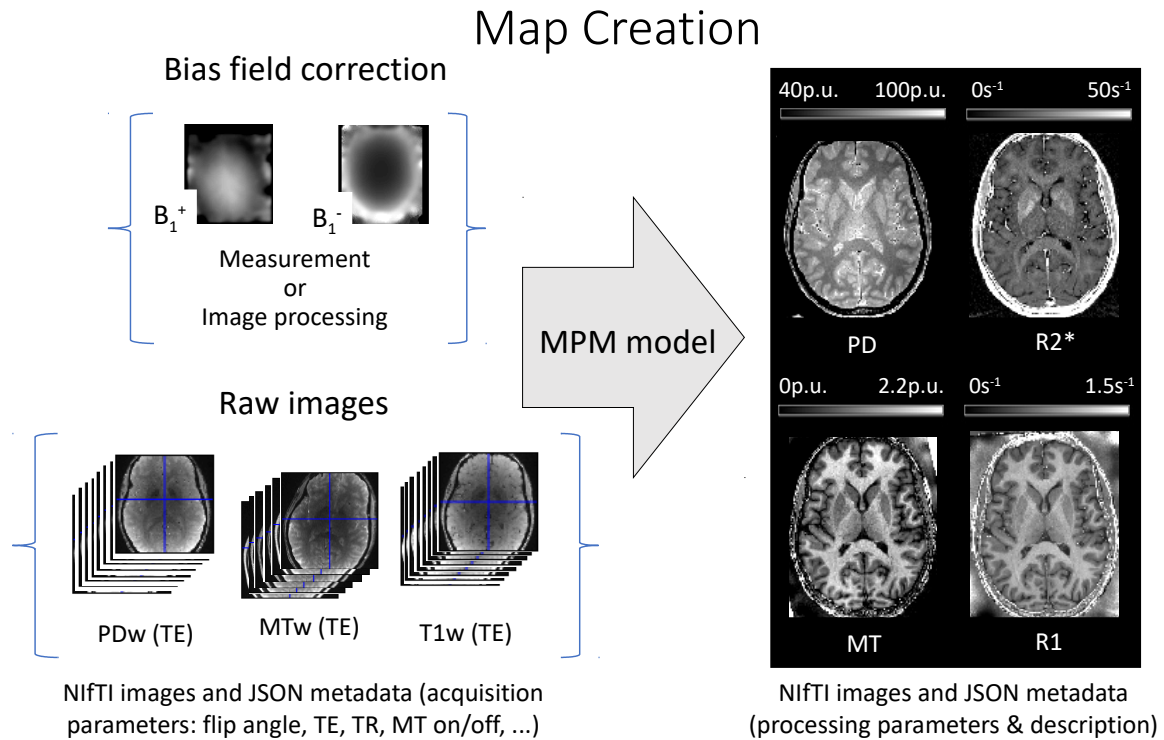 Map Creation
Bias field correction
B1+
B1-
Measurement
or
Image processing
Raw images
PDw (TE)
MTw (TE)
T1w (TE)
NIfTI images and JSON metadata (acquisition
parameters: flip angle, TE, TR, MT on/off, ...)
MPM model
40p.u. 100p.u.
0s-1 50s-1
PD
R2*
0p.u. 2.2p.u.
0s-1 1.5s-1
MT
R1
NIfTI images and JSON metadata
(processing parameters & description)